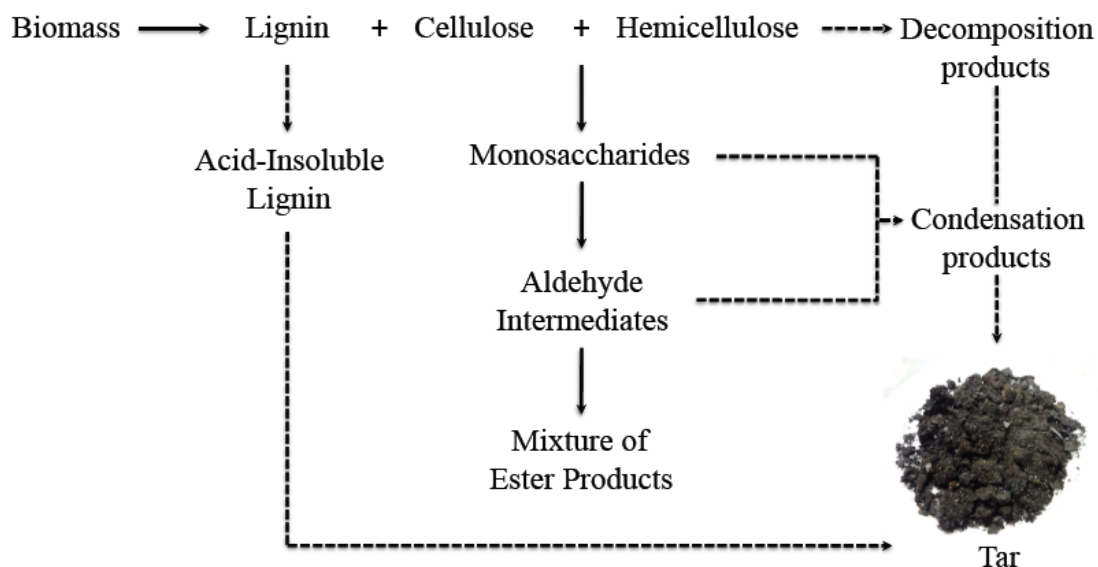 Biomass Lignin + Cellulose + Hemicellulose Decomposition
products
Acid-Insoluble
Lignin
Monosaccharides
Condensation
products
Aldehyde
Intermediates
Mixture of
Ester Products
Tar